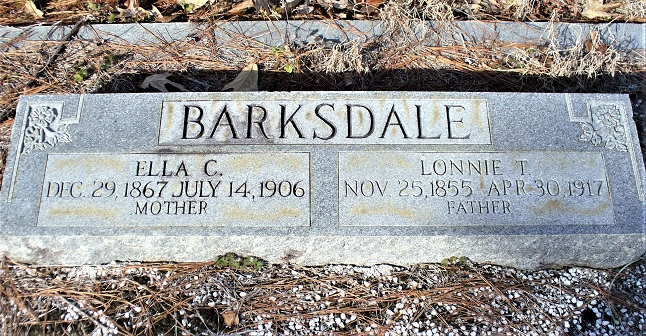 BARKSDALE
ELLA C.
DEC. 29, 1867 JULY 14, 1906
MOTHER
LONNIE T.
NOV. 25, 1855 APR. 30, 1917
FATHER